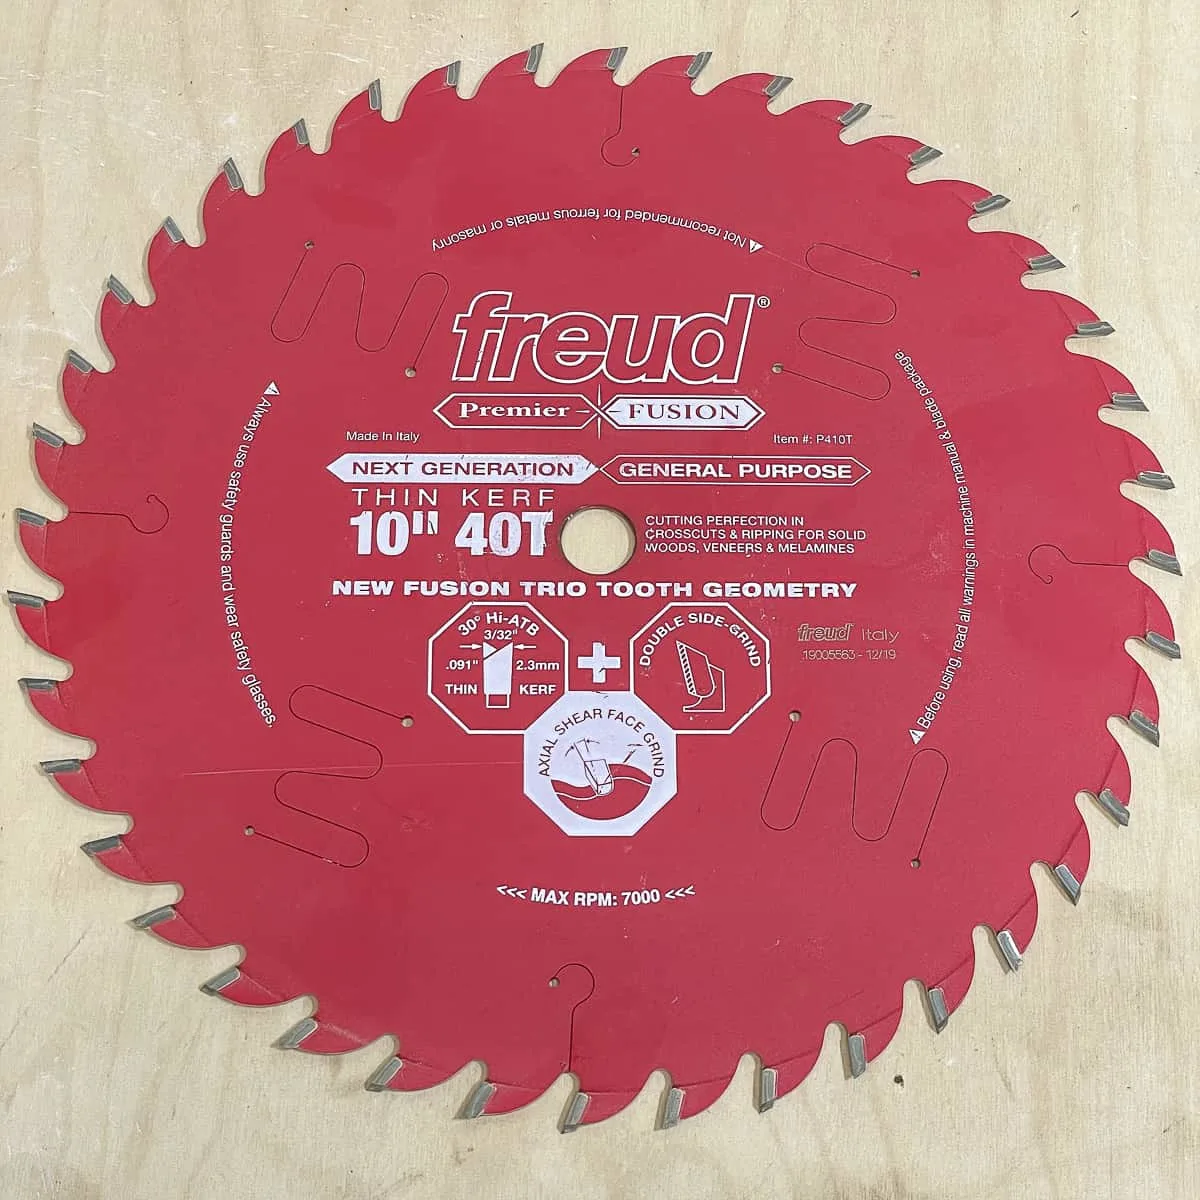 ⚠ Not recommended for ferrous metals or masonry
freud®
Premier FUSION
Made In Italy
Item #: P410T
NEXT GENERATION
GENERAL PURPOSE
THIN KERF
10" 40T
CUTTING PERFECTION IN
CROSSCUTS & RIPPING FOR SOLID
WOODS, VENEERS & MELAMINES
NEW FUSION TRIO TOOTH GEOMETRY
30° Hi-ATB
3/32"
.091" 2.3mm
THIN KERF
+
DOUBLE SIDE-GRIND
freud Italy
19005563 - 12/19
AXIAL SHEAR FACE GRIND
<<< MAX RPM: 7000 <<<
⚠ Always use safety guards and wear safety glasses.
⚠ Before using, read all warnings in machine manual & blade package.